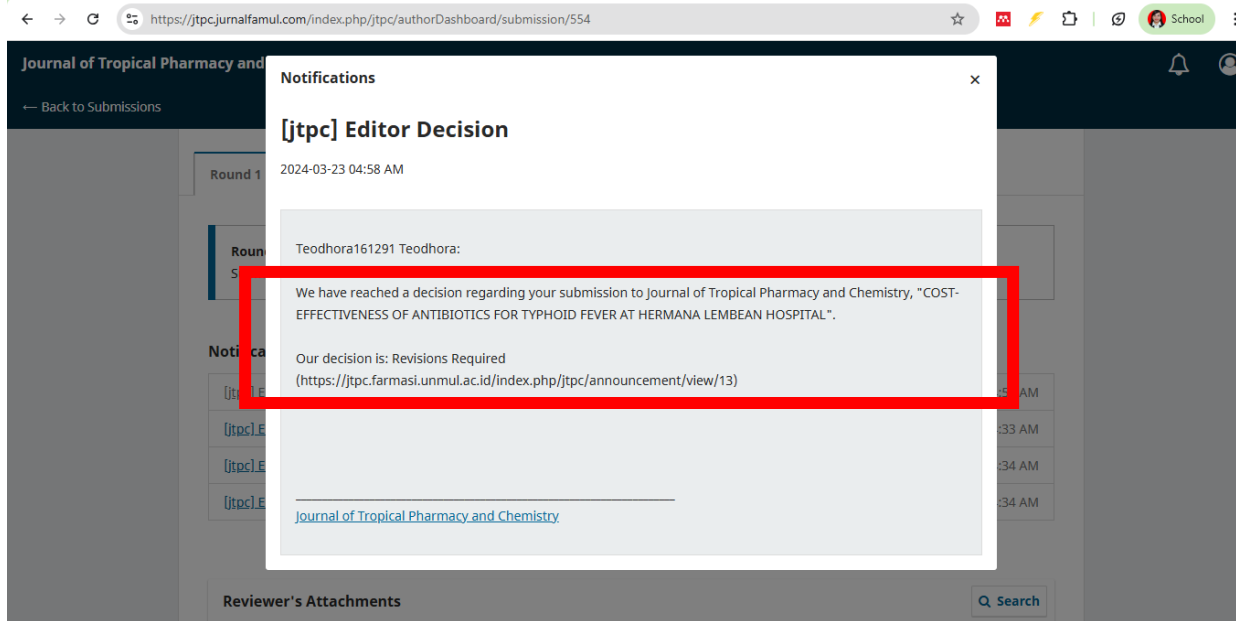 https://jtpc.jurnalfamul.com/index.php/jtpc/authorDashboard/submission/554
School
Journal of Tropical Pharmacy and
← Back to Submissions
Notifications
×
[jtpc] Editor Decision
2024-03-23 04:58 AM
Round 1
Teodhora161291 Teodhora:
We have reached a decision regarding your submission to Journal of Tropical Pharmacy and Chemistry, "COST-
EFFECTIVENESS OF ANTIBIOTICS FOR TYPHOID FEVER AT HERMANA LEMBEAN HOSPITAL".
Our decision is: Revisions Required
(https://jtpc.farmasi.unmul.ac.id/index.php/jtpc/announcement/view/13)
AM
[jtpc] E
:33 AM
[jtpc] E
:34 AM
[jtpc] E
:34 AM
Journal of Tropical Pharmacy and Chemistry
Reviewer's Attachments
Search